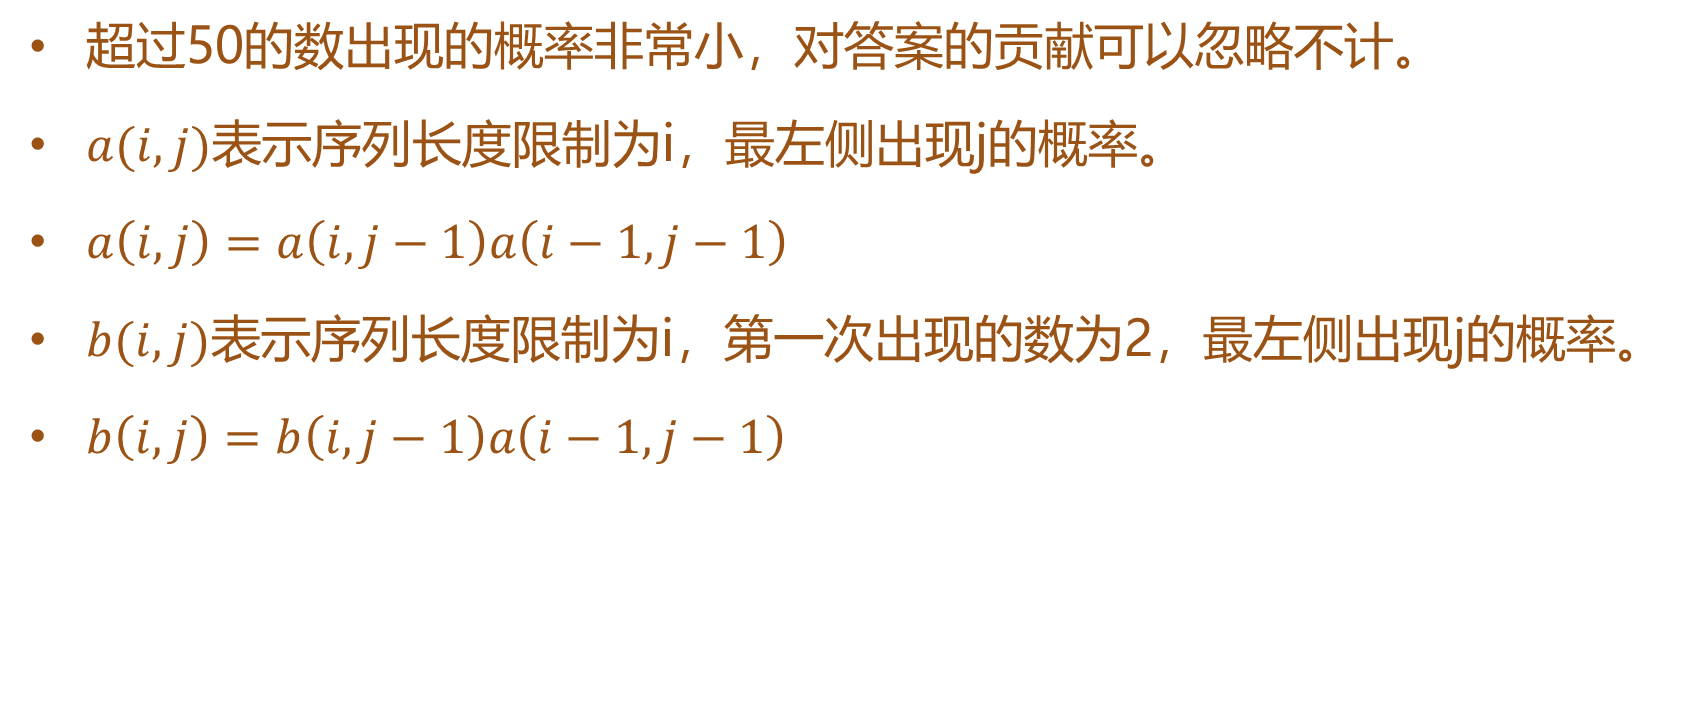 • 超过50的数出现的概率非常小，对答案的贡献可以忽略不计。
• a(i,j)表示序列长度限制为i，最左侧出现j的概率。
• a(i,j) = a(i,j − 1)a(i − 1,j − 1)
• b(i,j)表示序列长度限制为i，第一次出现的数为2，最左侧出现j的概率。
• b(i,j) = b(i,j − 1)a(i − 1,j − 1)